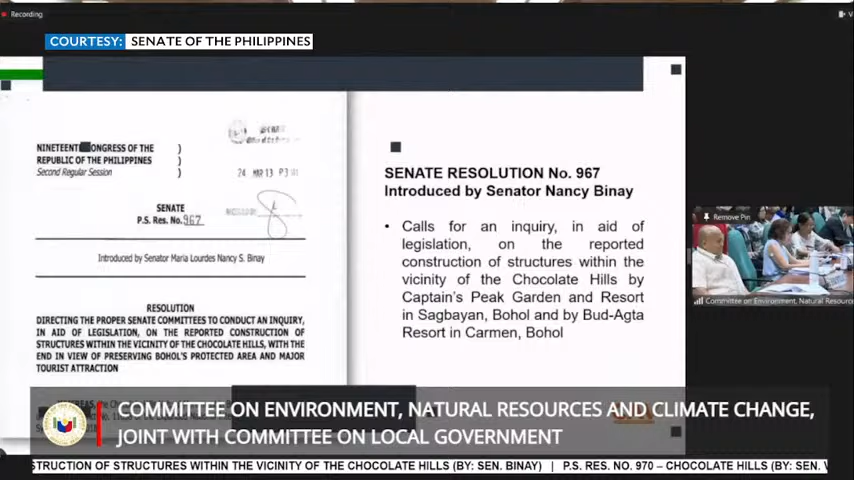 Recording
COURTESY: SENATE OF THE PHILIPPINES
NINETEENTH CONGRESS OF THE )
REPUBLIC OF THE PHILIPPINES )
Second Regular Session )
24 MAR 13
SENATE
P.S. Res. No. 967
RECEIVED BY:
Introduced by Senator Maria Lourdes Nancy S. Binay
RESOLUTION
DIRECTING THE PROPER SENATE COMMITTEES TO CONDUCT AN INQUIRY,
IN AID OF LEGISLATION, ON THE REPORTED CONSTRUCTION OF
STRUCTURES WITHIN THE VICINITY OF THE CHOCOLATE HILLS, WITH THE
END IN VIEW OF PRESERVING BOHOL'S PROTECTED AREA AND MAJOR
TOURIST ATTRACTION
SENATE RESOLUTION No. 967
Introduced by Senator Nancy Binay
• Calls for an inquiry, in aid of
legislation, on the reported
construction of structures within the
vicinity of the Chocolate Hills by
Captain's Peak Garden and Resort
in Sagbayan, Bohol and by Bud-Agta
Resort in Carmen, Bohol
Remove Pin
Committee on Environment, Natural Resource
COMMITTEE ON ENVIRONMENT, NATURAL RESOURCES AND CLIMATE CHANGE,
JOINT WITH COMMITTEE ON LOCAL GOVERNMENT
STRUCTION OF STRUCTURES WITHIN THE VICINITY OF THE CHOCOLATE HILLS (BY: SEN. BINAY) | P.S. RES. NO. 970 – CHOCOLATE HILLS (BY: SEN.